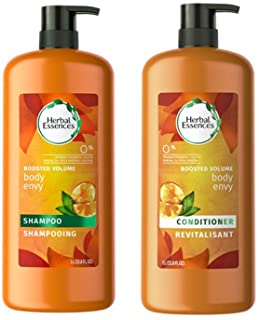 Herbal
Essences
0%
BOOSTED VOLUME
body
envy
SHAMPOO
SHAMPOOING
Herbal
Essences
0%
BOOSTED VOLUME
body
envy
CONDITIONER
REVITALISANT